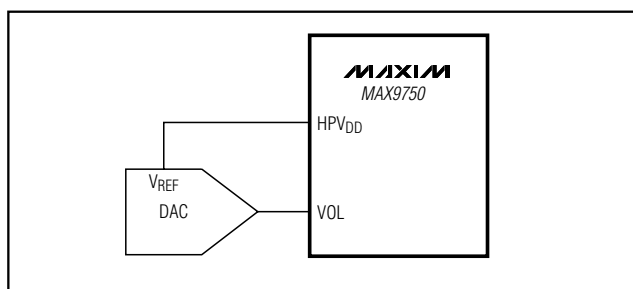 MAXIM
MAX9750
HPVDD
VREF
DAC
VOL